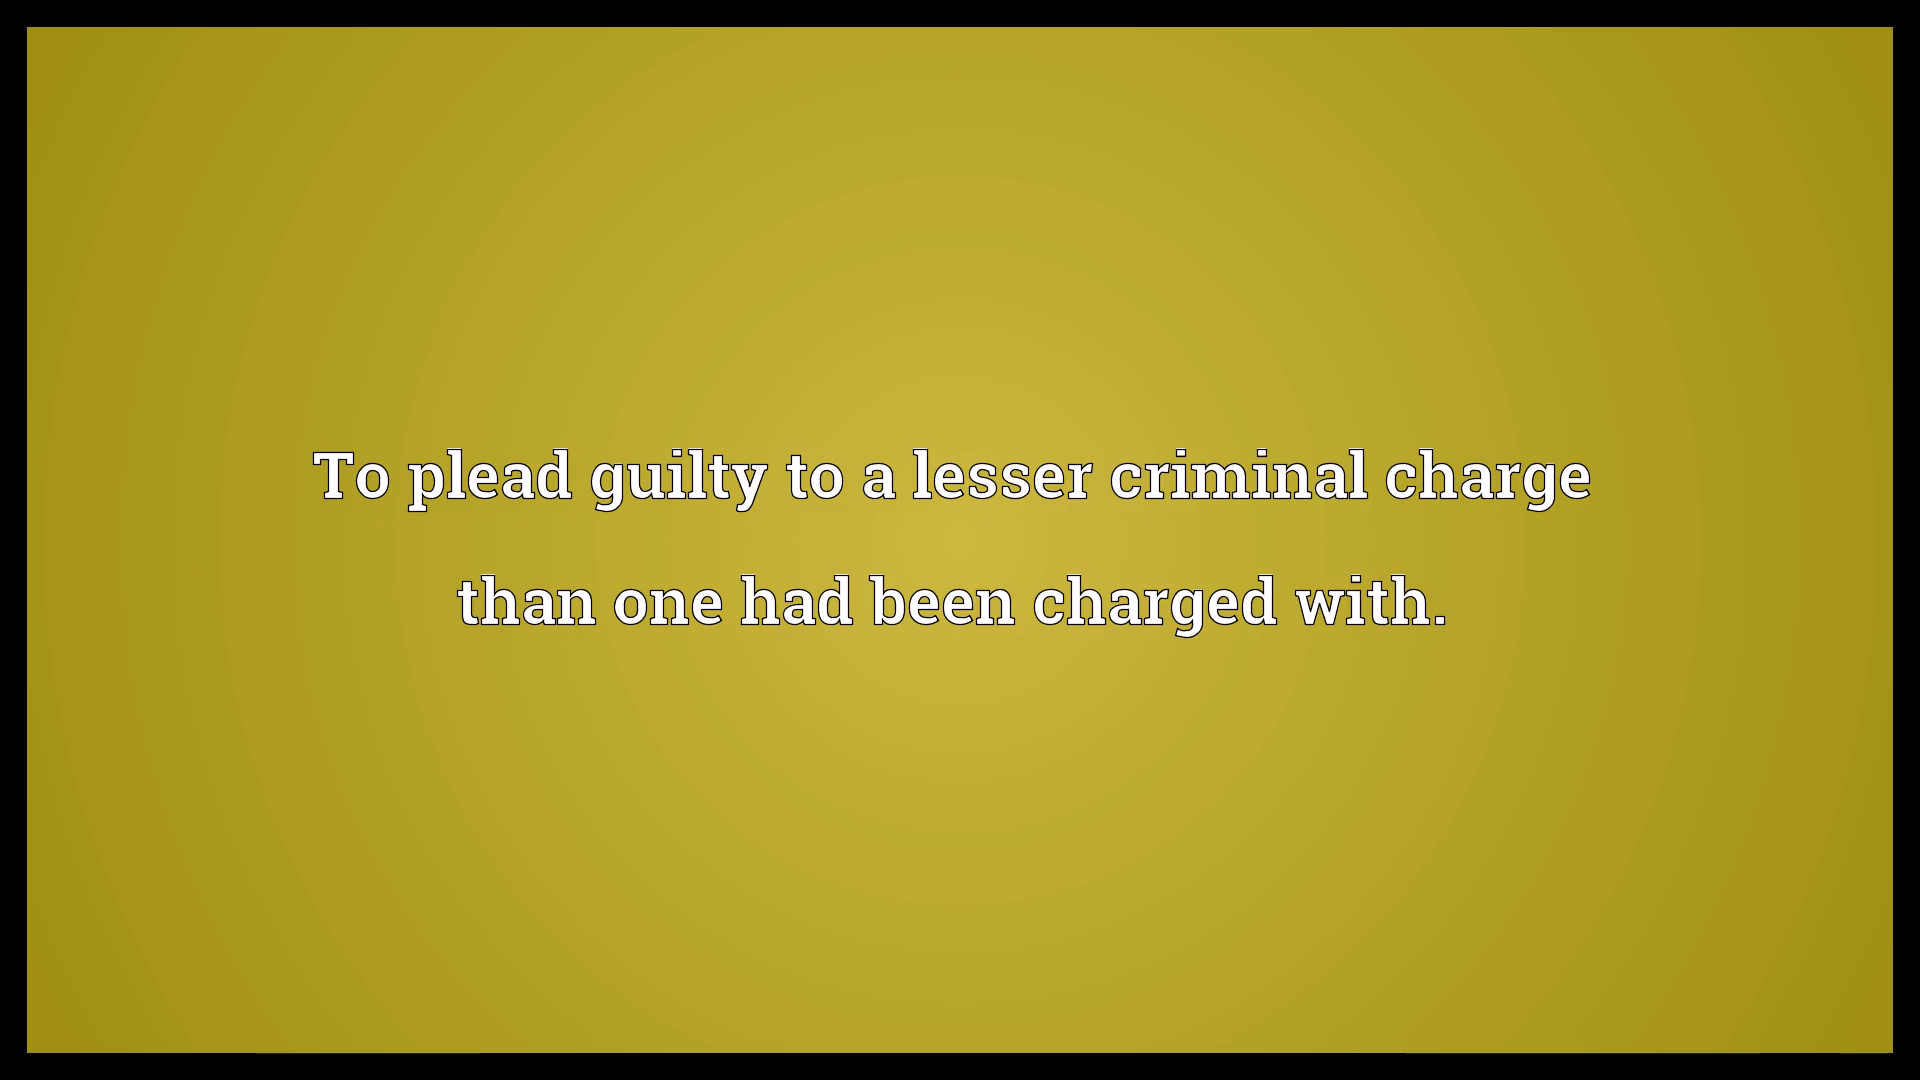 To plead guilty to a lesser criminal charge
than one had been charged with.